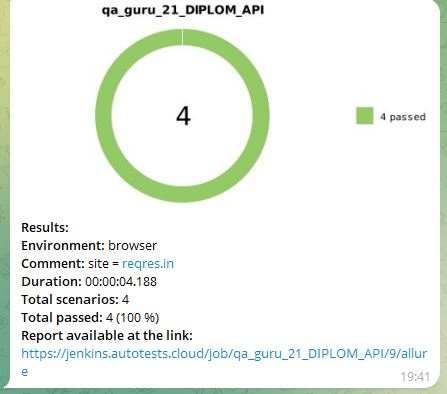 qa_guru_21_DIPLOM_API
4
4 passed
Results:
Environment: browser
Comment: site = reqres.in
Duration: 00:00:04.188
Total scenarios: 4
Total passed: 4 (100 %)
Report available at the link:
https://jenkins.autotests.cloud/job/qa_guru_21_DIPLOM_API/9/allur
e
19:41